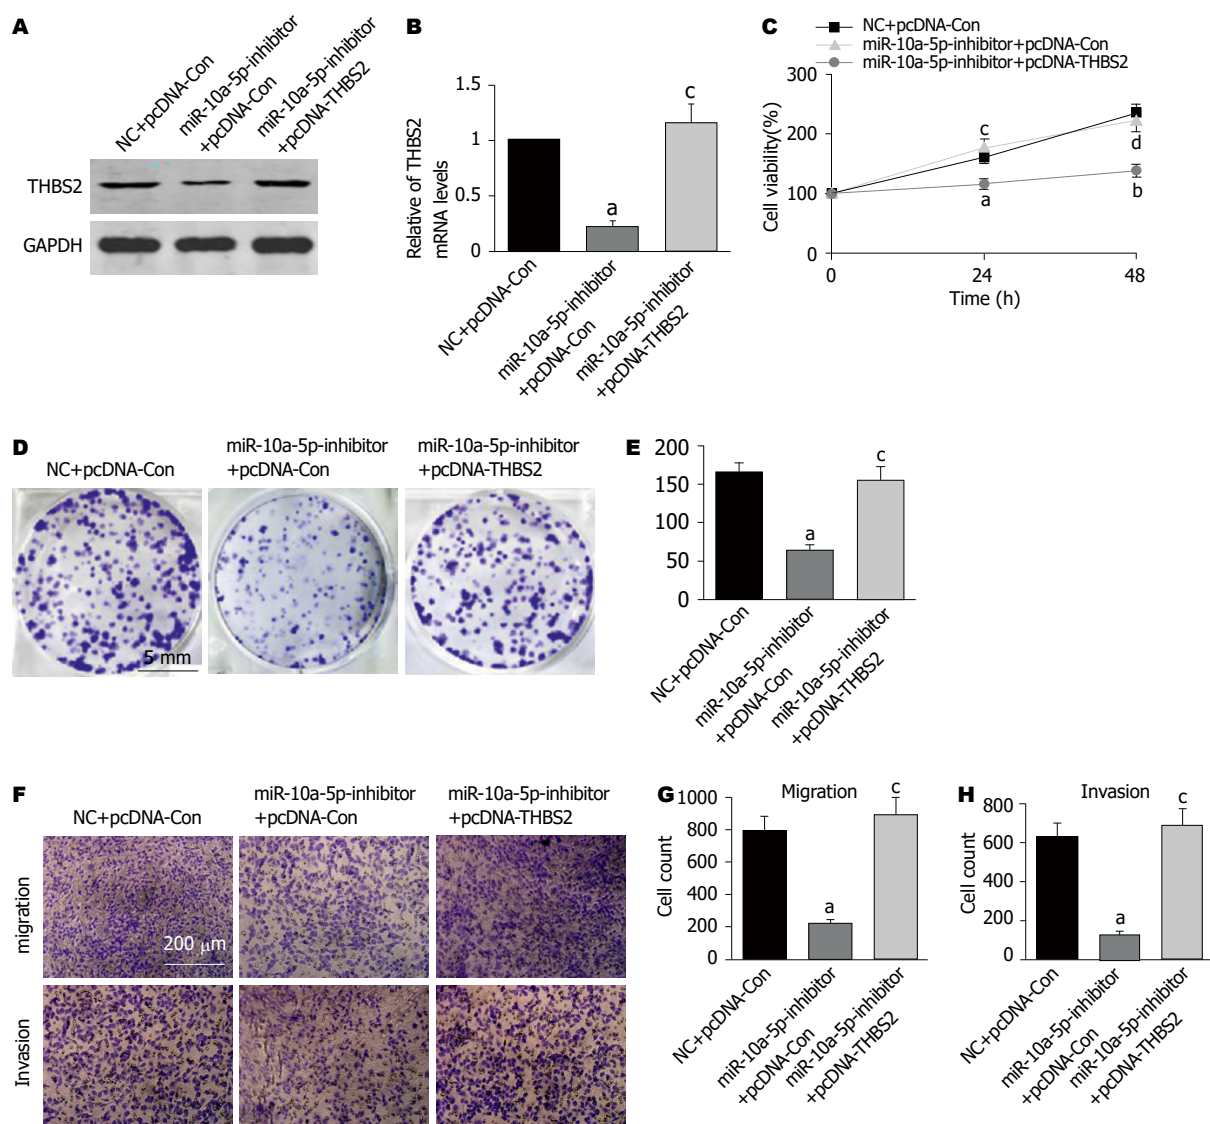 A
NC+pcDNA-Con
miR-10a-5p-inhibitor
+pcDNA-Con
miR-10a-5p-inhibitor
+pcDNA-THBS2
THBS2
GAPDH
B
Relative of THBS2
mRNA levels
1.5
1
0.5
0
a
c
NC+pcDNA-Con
miR-10a-5p-inhibitor
+pcDNA-Con
miR-10a-5p-inhibitor
+pcDNA-THBS2
C
NC+pcDNA-Con
miR-10a-5p-inhibitor+pcDNA-Con
miR-10a-5p-inhibitor+pcDNA-THBS2
Cell viability(%)
300
200
100
0
c
a
d
b
0
24
48
Time (h)
D
NC+pcDNA-Con
miR-10a-5p-inhibitor
+pcDNA-Con
miR-10a-5p-inhibitor
+pcDNA-THBS2
5 mm
E
200
150
100
50
0
a
c
NC+pcDNA-Con
miR-10a-5p-inhibitor
+pcDNA-Con
miR-10a-5p-inhibitor
+pcDNA-THBS2
F
NC+pcDNA-Con
miR-10a-5p-inhibitor
+pcDNA-Con
miR-10a-5p-inhibitor
+pcDNA-THBS2
migration
200 μm
Invasion
G
Migration
Cell count
1000
800
600
400
200
0
a
c
NC+pcDNA-Con
miR-10a-5p-inhibitor
+pcDNA-Con
miR-10a-5p-inhibitor
+pcDNA-THBS2
H
Invasion
Cell count
800
600
400
200
0
a
c
NC+pcDNA-Con
miR-10a-5p-inhibitor
+pcDNA-Con
miR-10a-5p-inhibitor
+pcDNA-THBS2